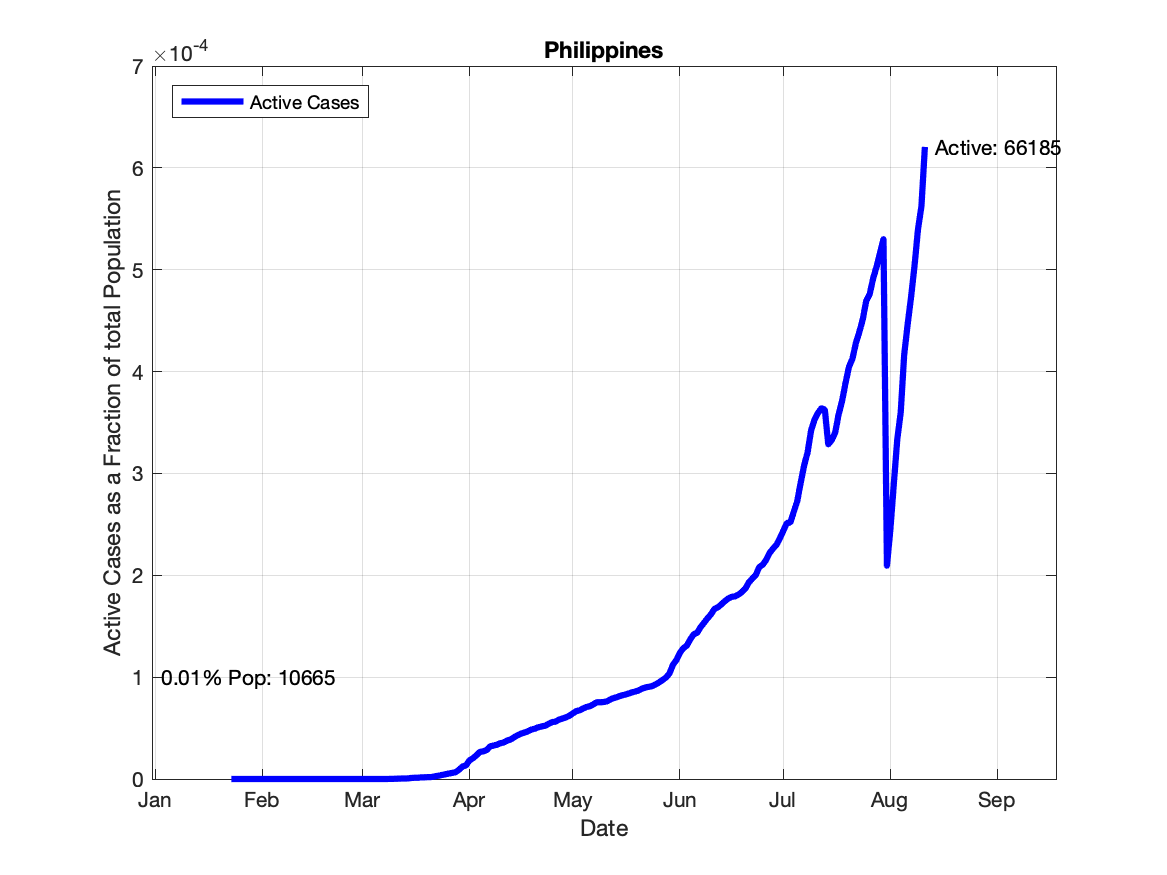 Philippines
×10-4
7
6
5
4
3
2
1
0
Active Cases
Active: 66185
0.01% Pop: 10665
Active Cases as a Fraction of total Population
Jan Feb Mar Apr May Jun Jul Aug Sep
Date